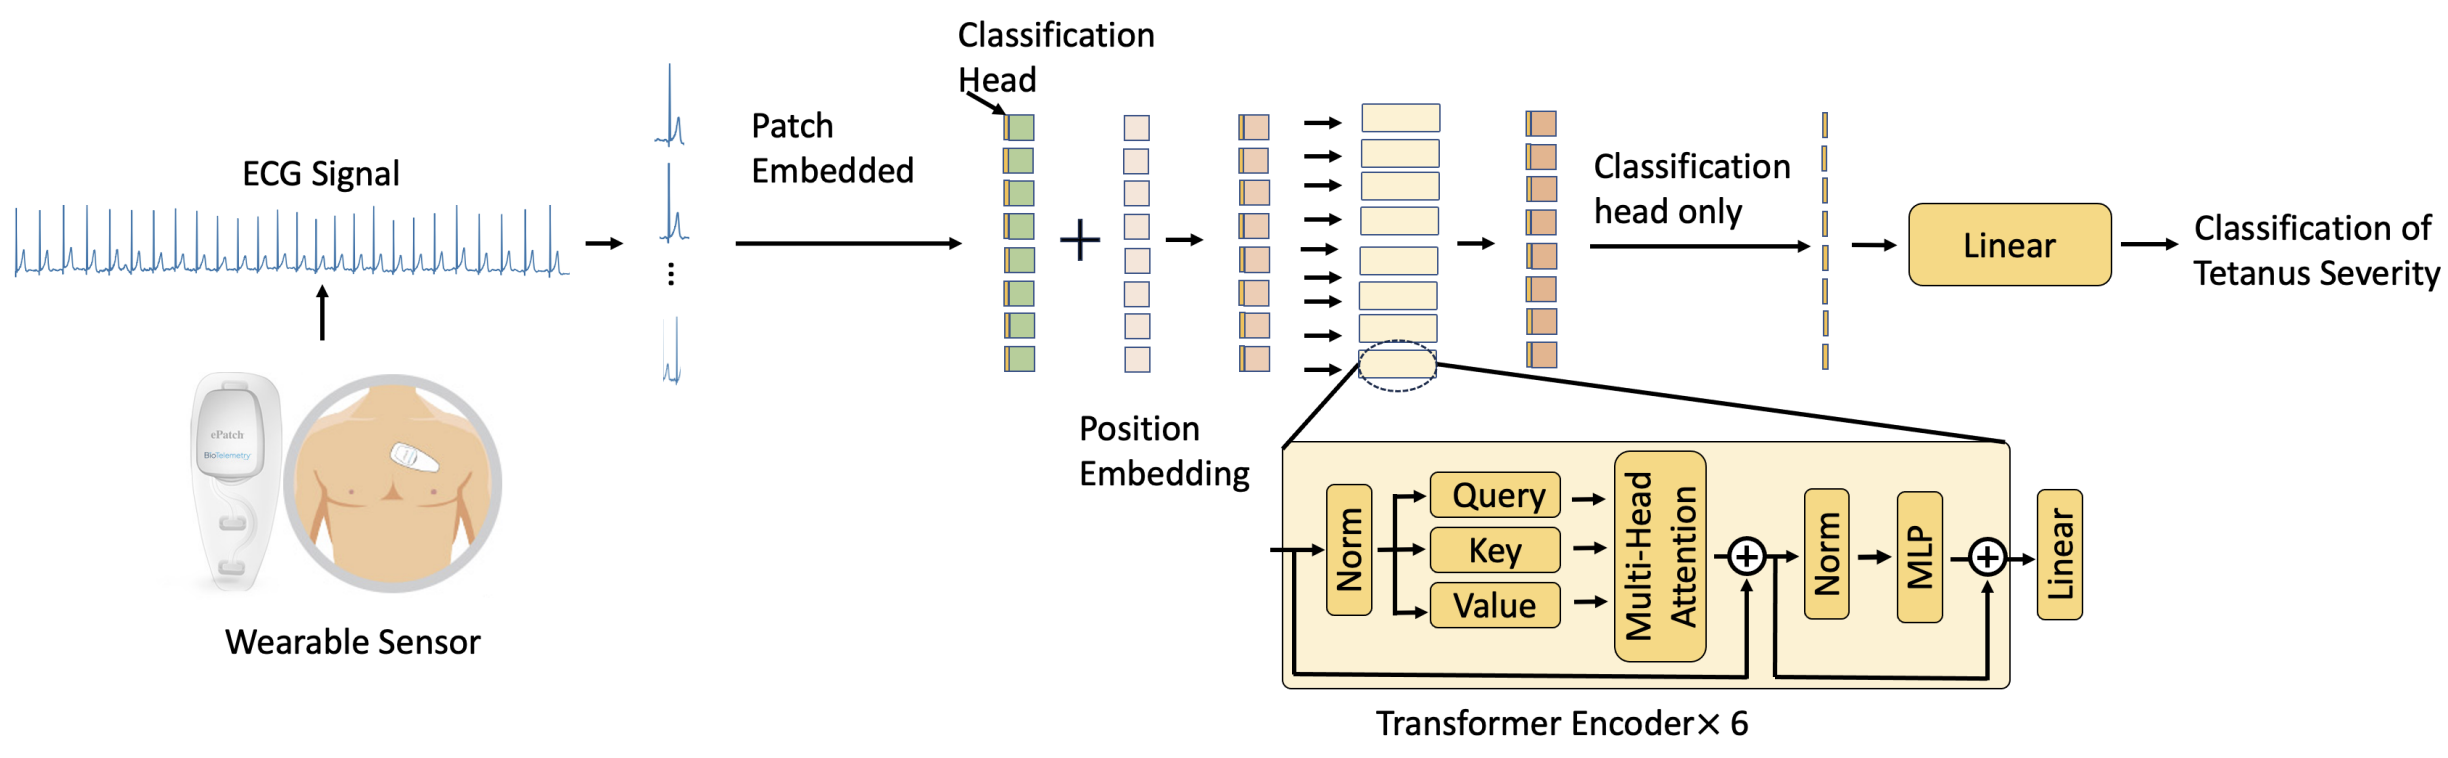 Classification
Head
Patch
Embedded
ECG Signal
Classification
head only
Linear
Classification of
Tetanus Severity
ePatch
BioTelemetry
Wearable Sensor
Position
Embedding
Norm
Query
Key
Value
Multi-Head
Attention
Norm
MLP
Linear
Transformer Encoder× 6